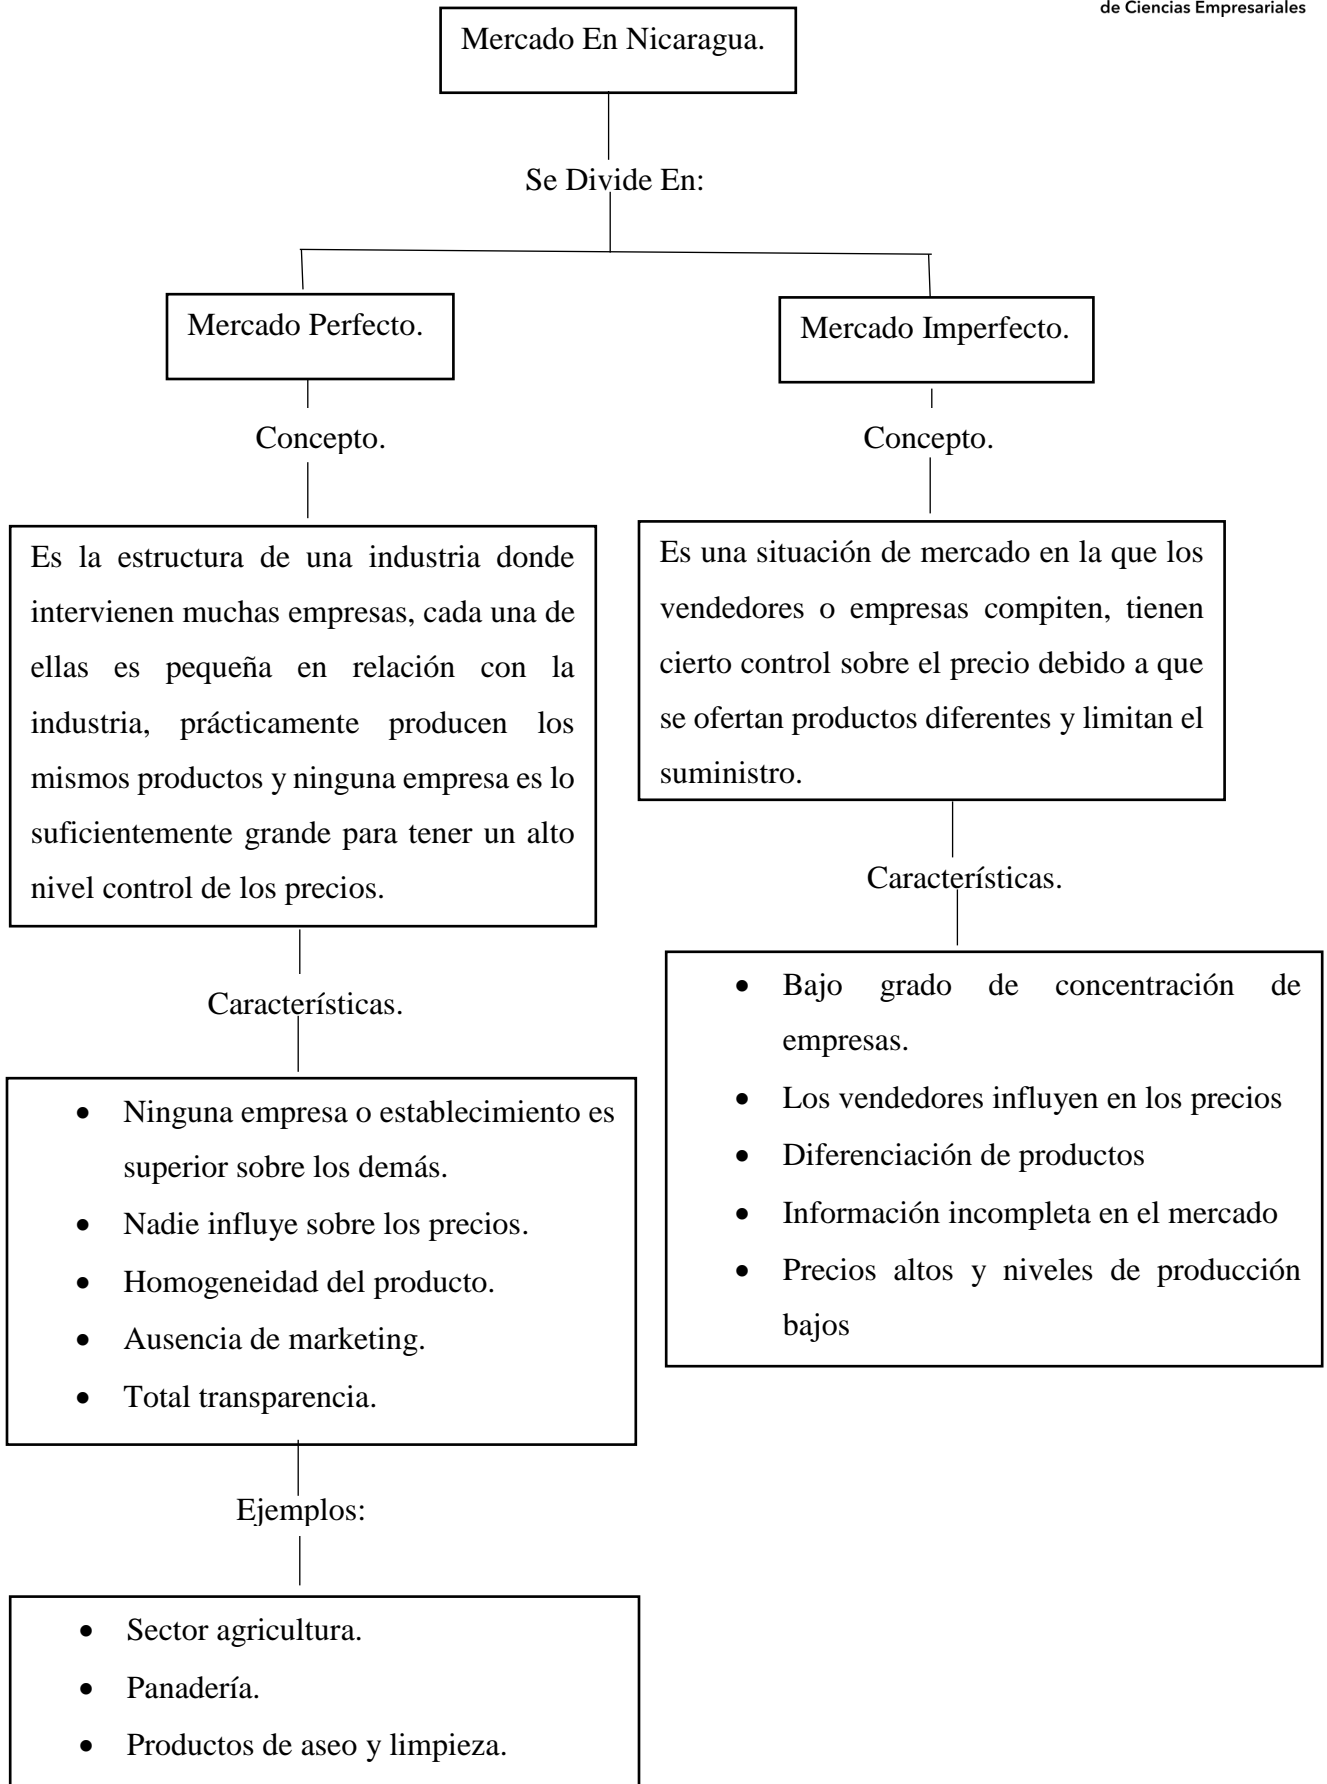 de Ciencias Empresariales
Mercado En Nicaragua.
Se Divide En:
Mercado Perfecto.
Mercado Imperfecto.
Concepto.
Concepto.
Es la estructura de una industria donde
intervienen muchas empresas, cada una de
ellas es pequeña en relación con la
industria, prácticamente producen los
mismos productos y ninguna empresa es lo
suficientemente grande para tener un alto
nivel control de los precios.
Es una situación de mercado en la que los
vendedores o empresas compiten, tienen
cierto control sobre el precio debido a que
se ofertan productos diferentes y limitan el
suministro.
Características.
Características.
• Ninguna empresa o establecimiento es
superior sobre los demás.
• Nadie influye sobre los precios.
• Homogeneidad del producto.
• Ausencia de marketing.
• Total transparencia.
• Bajo grado de concentración de
empresas.
• Los vendedores influyen en los precios
• Diferenciación de productos
• Información incompleta en el mercado
• Precios altos y niveles de producción
bajos
Ejemplos:
• Sector agricultura.
• Panadería.
• Productos de aseo y limpieza.